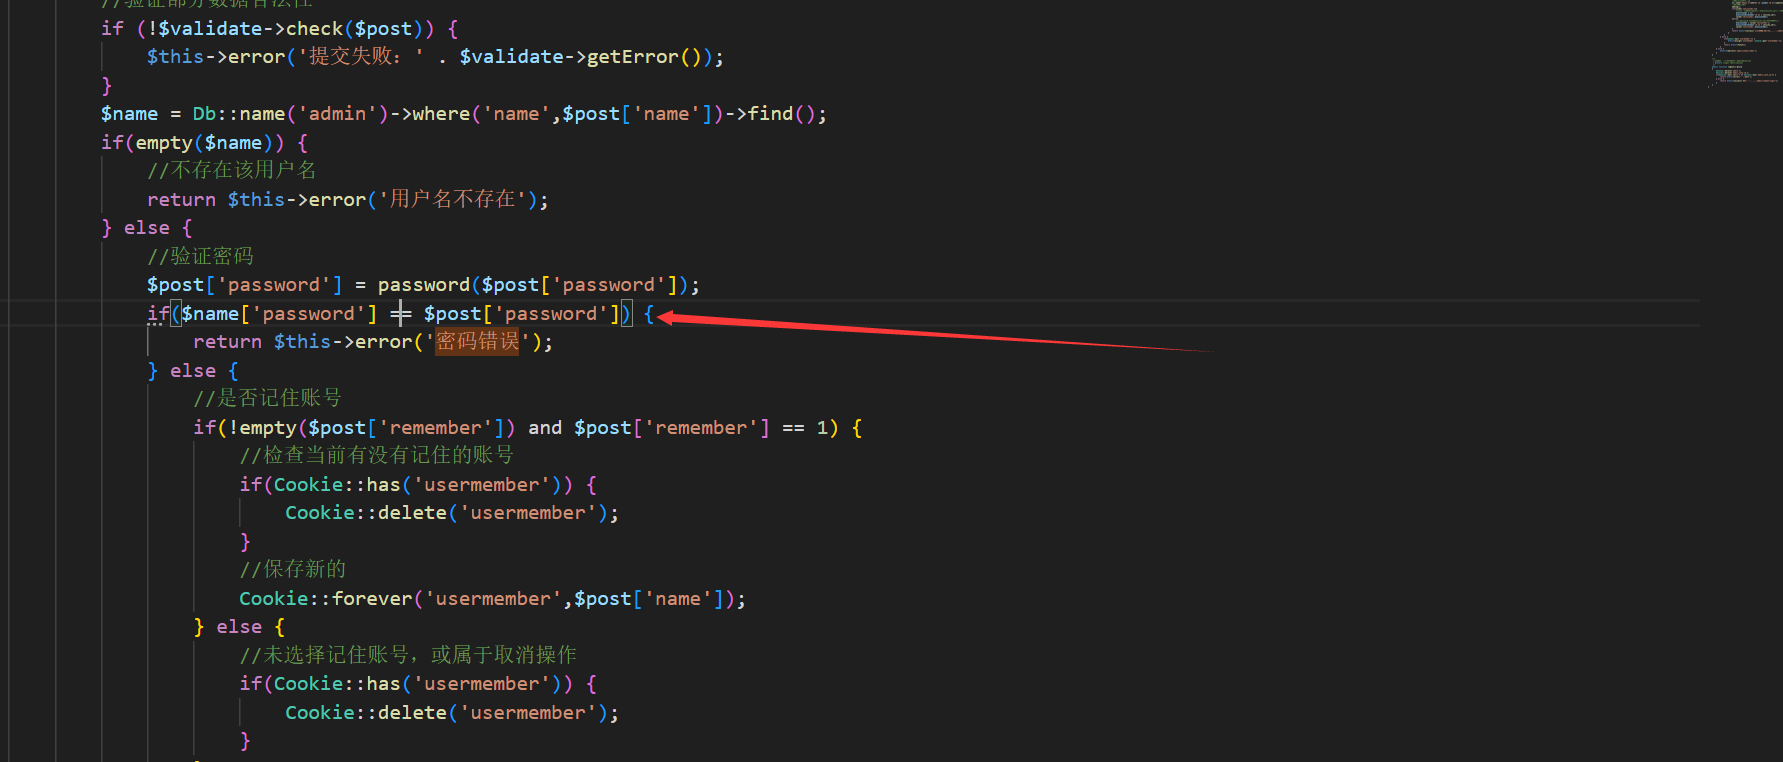 //验证部分数据合法性
if (!$validate->check($post)) {
$this->error('提交失败：' . $validate->getError());
}
$name = Db::name('admin')->where('name',$post['name'])->find();
if(empty($name)) {
//不存在该用户名
return $this->error('用户名不存在');
} else {
//验证密码
$post['password'] = password($post['password']);
if($name['password'] == $post['password']) {
return $this->error('密码错误');
} else {
//是否记住账号
if(!empty($post['remember']) and $post['remember'] == 1) {
//检查当前有没有记住的账号
if(Cookie::has('usermember')) {
Cookie::delete('usermember');
}
//保存新的
Cookie::forever('usermember',$post['name']);
} else {
//未选择记住账号，或属于取消操作
if(Cookie::has('usermember')) {
Cookie::delete('usermember');
}